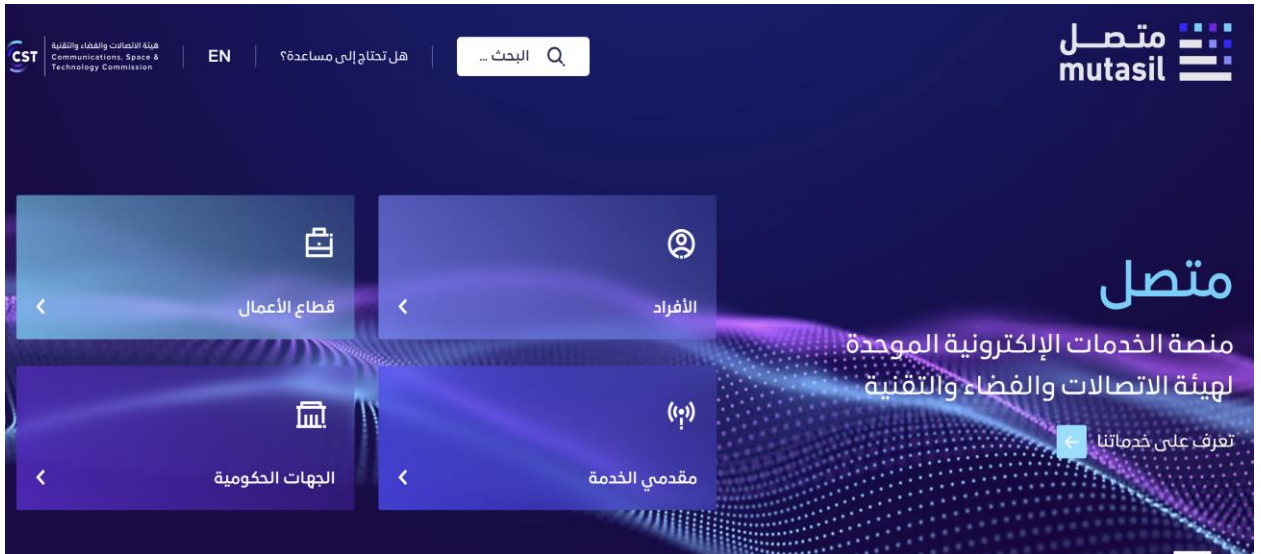 متصل
mutasil
البحث ...
هل تحتاج إلى مساعدة؟
EN
CST
هيئة الاتصالات والفضاء والتقنية
Communications, Space &
Technology Commission
متصل
منصة الخدمات الإلكترونية الموحدة
لهيئة الاتصالات والفضاء والتقنية
تعرف على خدماتنا
الأفراد
قطاع الأعمال
مقدمي الخدمة
الجهات الحكومية